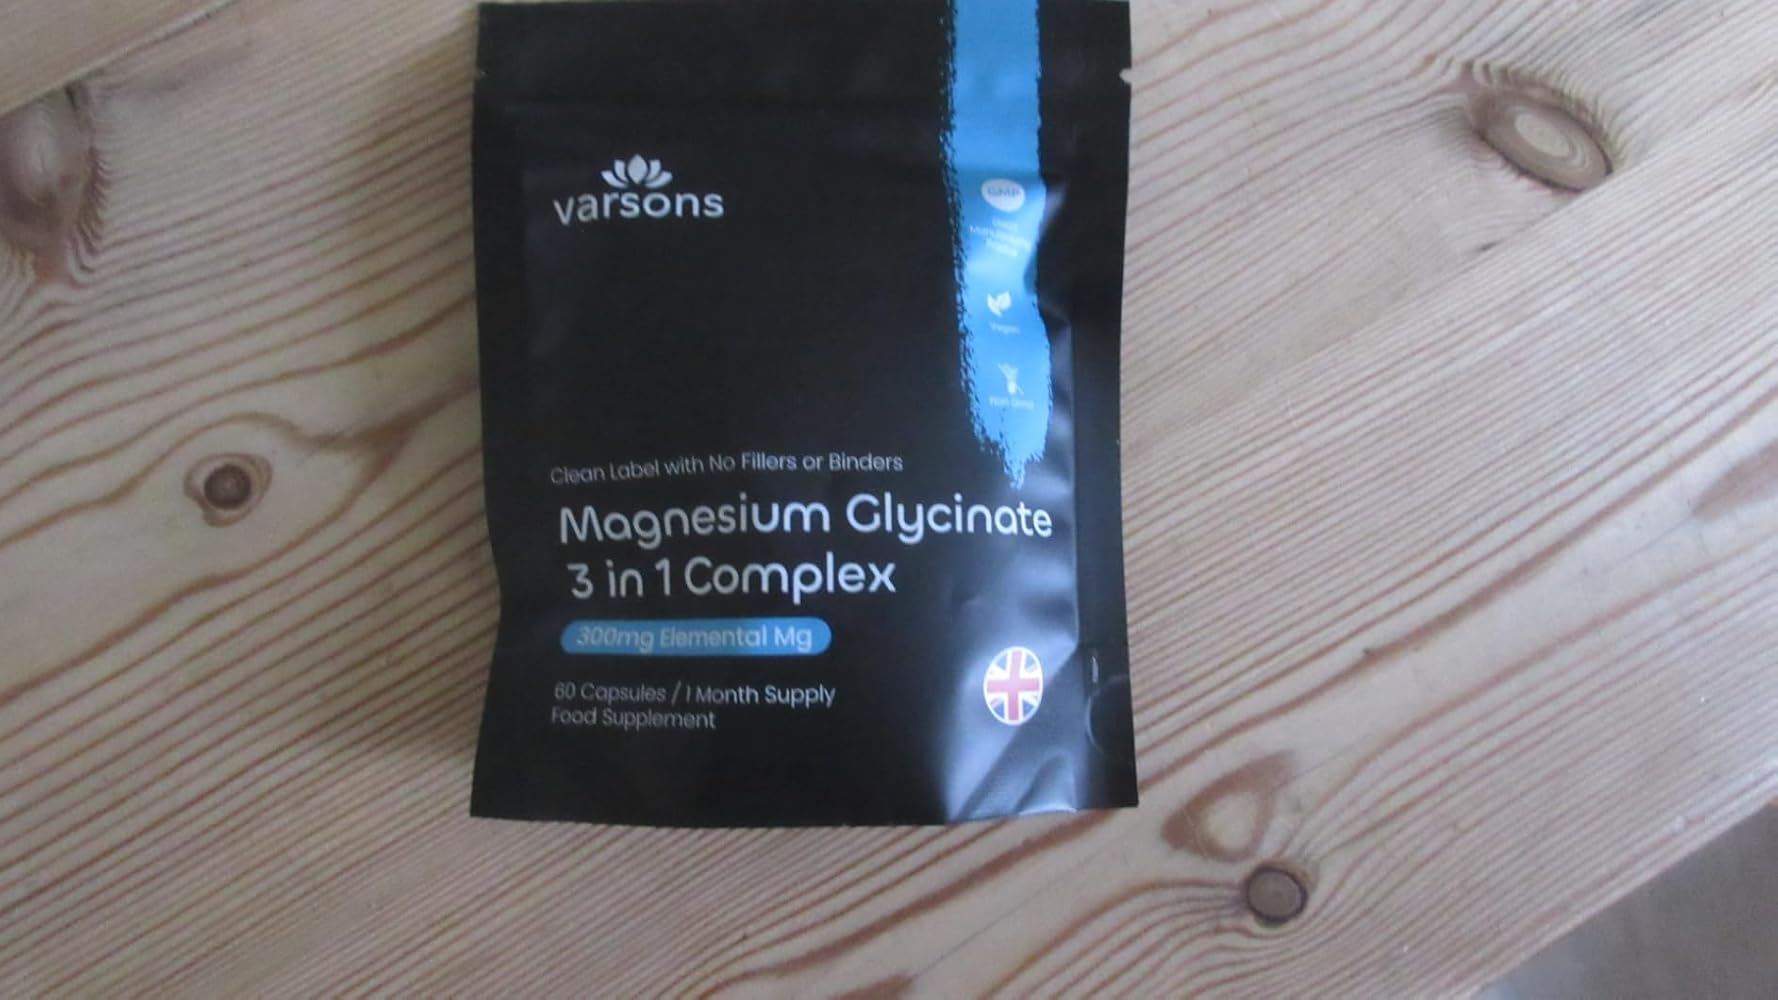 varsons
GMP
Vegan
Clean Label with No Fillers or Binders
Magnesium Glycinate
3 in 1 Complex
300mg Elemental Mg
60 Capsules / 1 Month Supply
Food Supplement